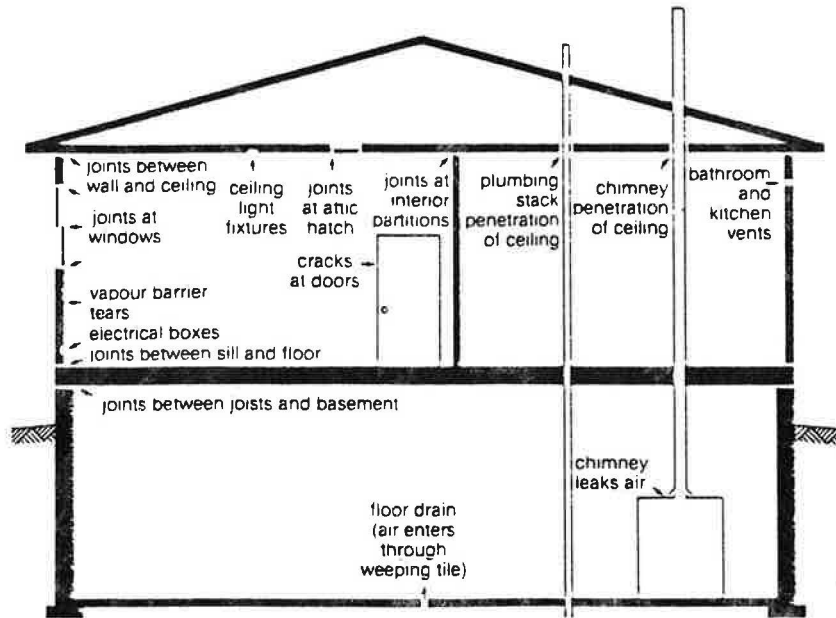 joints between
wall and ceiling
ceiling
light
fixtures
joints
at attic
hatch
joints at
interior
partitions
plumbing
stack
penetration
of ceiling
chimney
penetration
of ceiling
bathroom
and
kitchen
vents
joints at
windows
cracks
at doors
vapour barrier
tears
electrical boxes
joints between sill and floor
joints between joists and basement
chimney
leaks air
floor drain
(air enters
through
weeping tile)